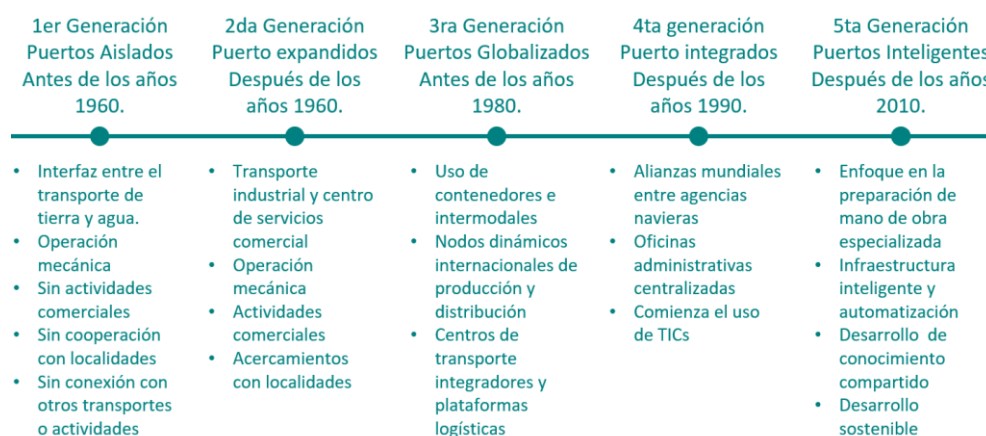 1er Generación
Puertos Aislados
Antes de los años
1960.
2da Generación
Puerto expandidos
Después de los
años 1960.
3ra Generación
Puertos Globalizados
Antes de los años
1980.
4ta generación
Puerto integrados
Después de los
años 1990.
5ta Generación
Puertos Inteligentes
Después de los años
2010.
• Interfaz entre el
transporte de
tierra y agua.
• Operación
mecánica
• Sin actividades
comerciales
• Sin cooperación
con localidades
• Sin conexión con
otros transportes
o actividades
• Transporte
industrial y centro
de servicios
comercial
• Operación
mecánica
• Actividades
comerciales
• Acercamientos
con localidades
• Uso de
contenedores e
intermodales
• Nodos dinámicos
internacionales de
producción y
distribución
• Centros de
transporte
integradores y
plataformas
logísticas
• Alianzas mundiales
entre agencias
navieras
• Oficinas
administrativas
centralizadas
• Comienza el uso
de TICs
• Enfoque en la
preparación de
mano de obra
especializada
• Infraestructura
inteligente y
automatización
• Desarrollo de
conocimiento
compartido
• Desarrollo
sostenible